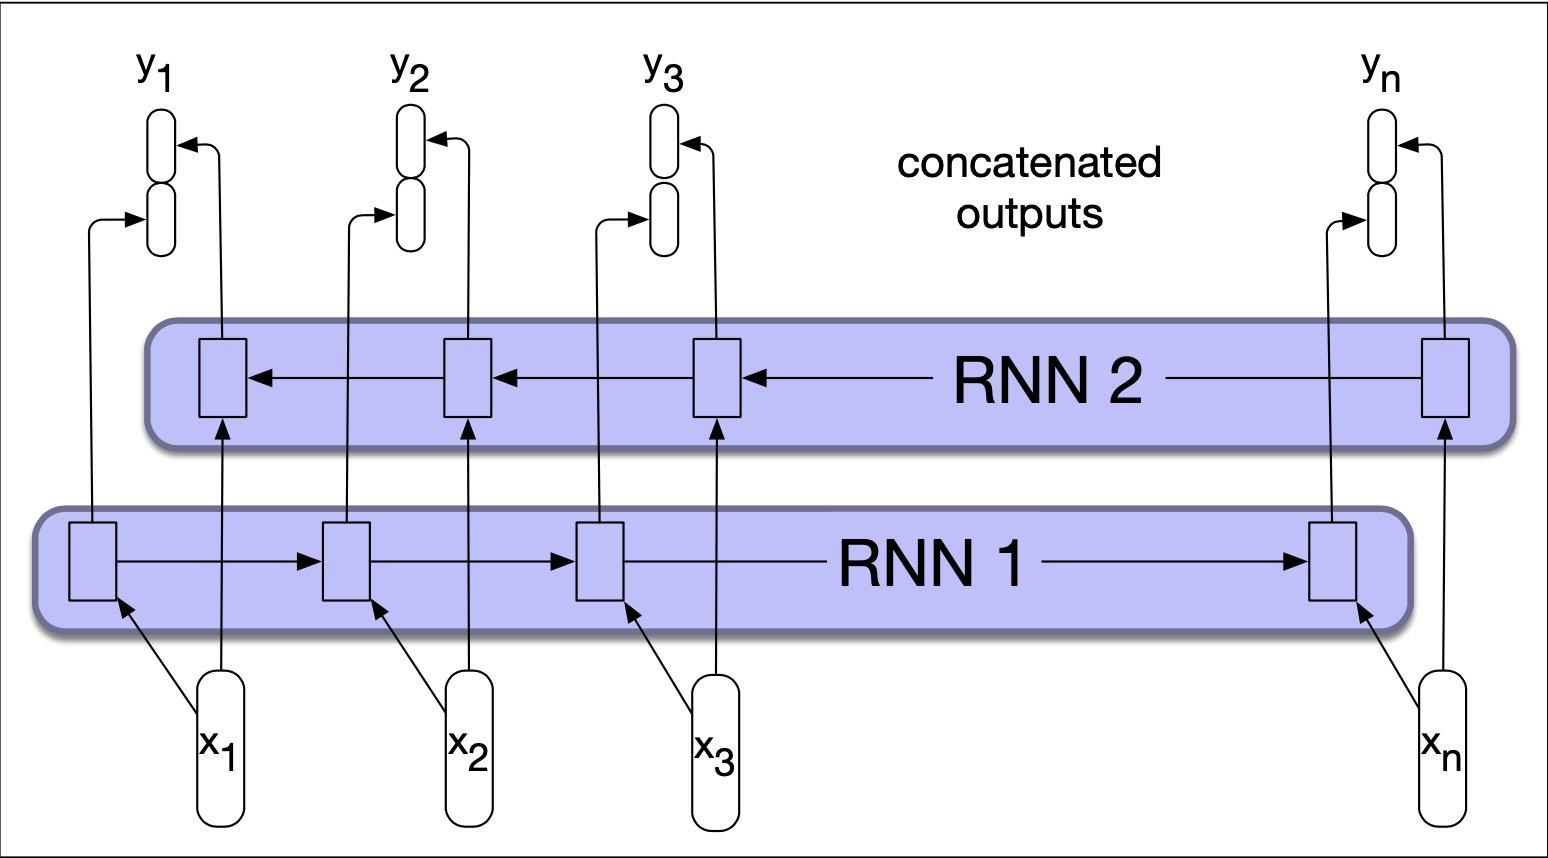 y1 y2 y3 yn
concatenated
outputs
RNN 2
RNN 1
x1 x2 x3 xn